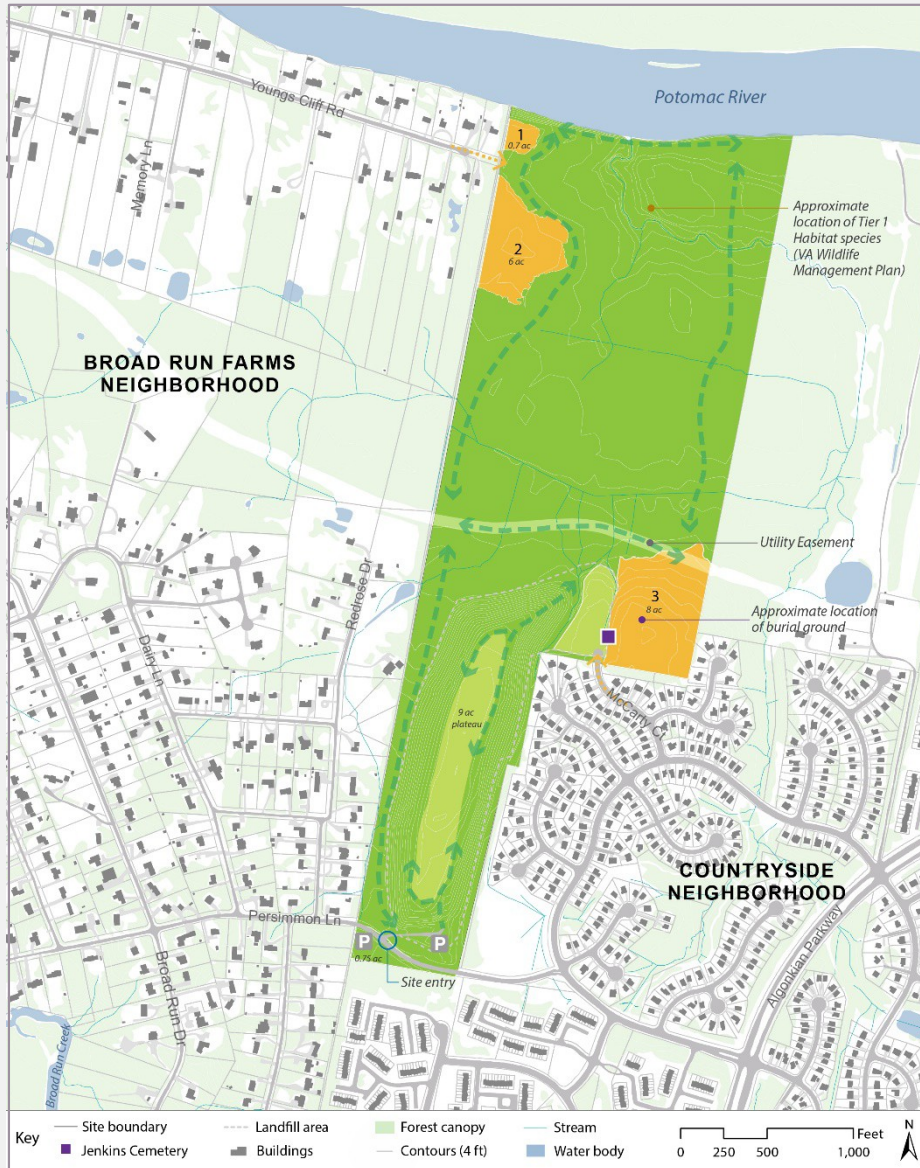 Potomac River
Youngs Cliff Rd
1
0.7 ac
Memory Ln
2
6 ac
Approximate
location of Tier 1
Habitat species
(VA Wildlife
Management Plan)
BROAD RUN FARMS
NEIGHBORHOOD
Utility Easement
Redrose Dr
3
8 ac
Approximate location
of burial ground
Dairy Ln
McCarty Ct
9 ac
plateau
COUNTRYSIDE
NEIGHBORHOOD
Persimmon Ln
P
P
0.75 ac
Site entry
Algonkian Parkway
Broad Run Dr
Broad Run Creek
Key
Site boundary
Landfill area
Forest canopy
Stream
Jenkins Cemetery
Buildings
Contours (4 ft)
Water body
Feet
0 250 500 1,000
N